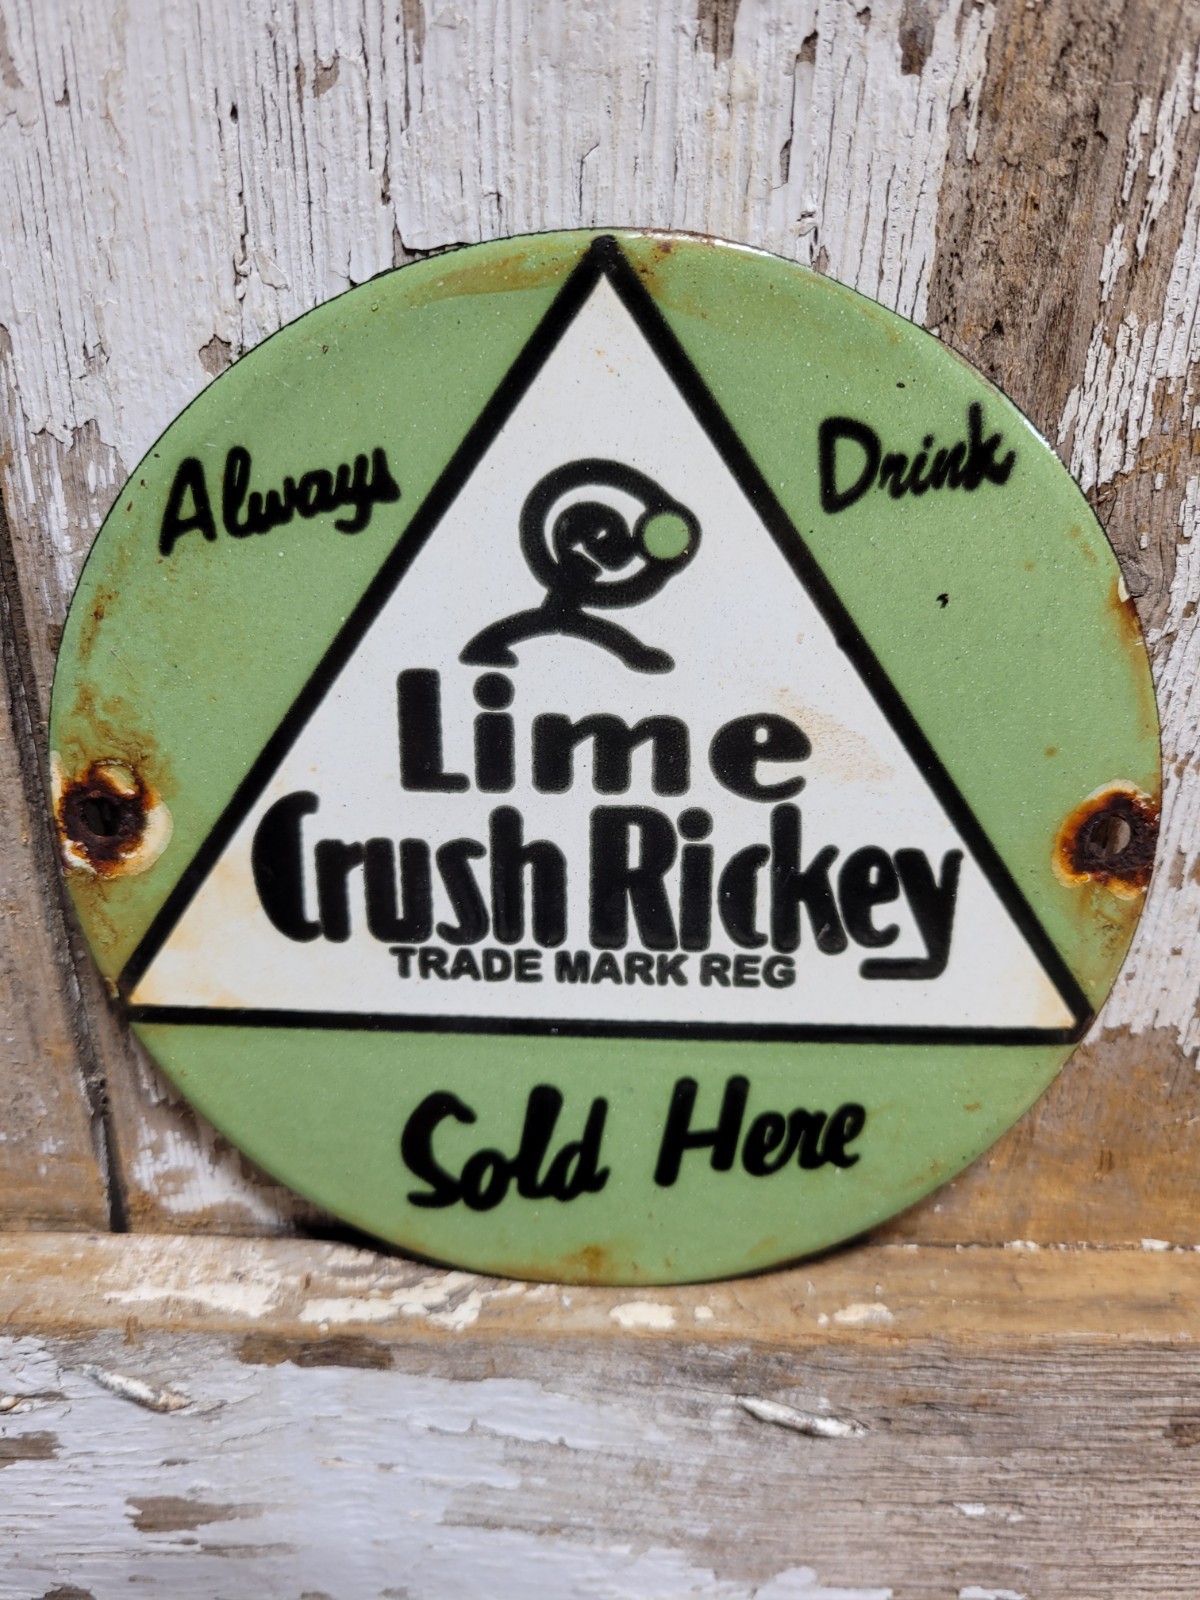 Always Drink
Lime
Crush Rickey
TRADE MARK REG
Sold Here